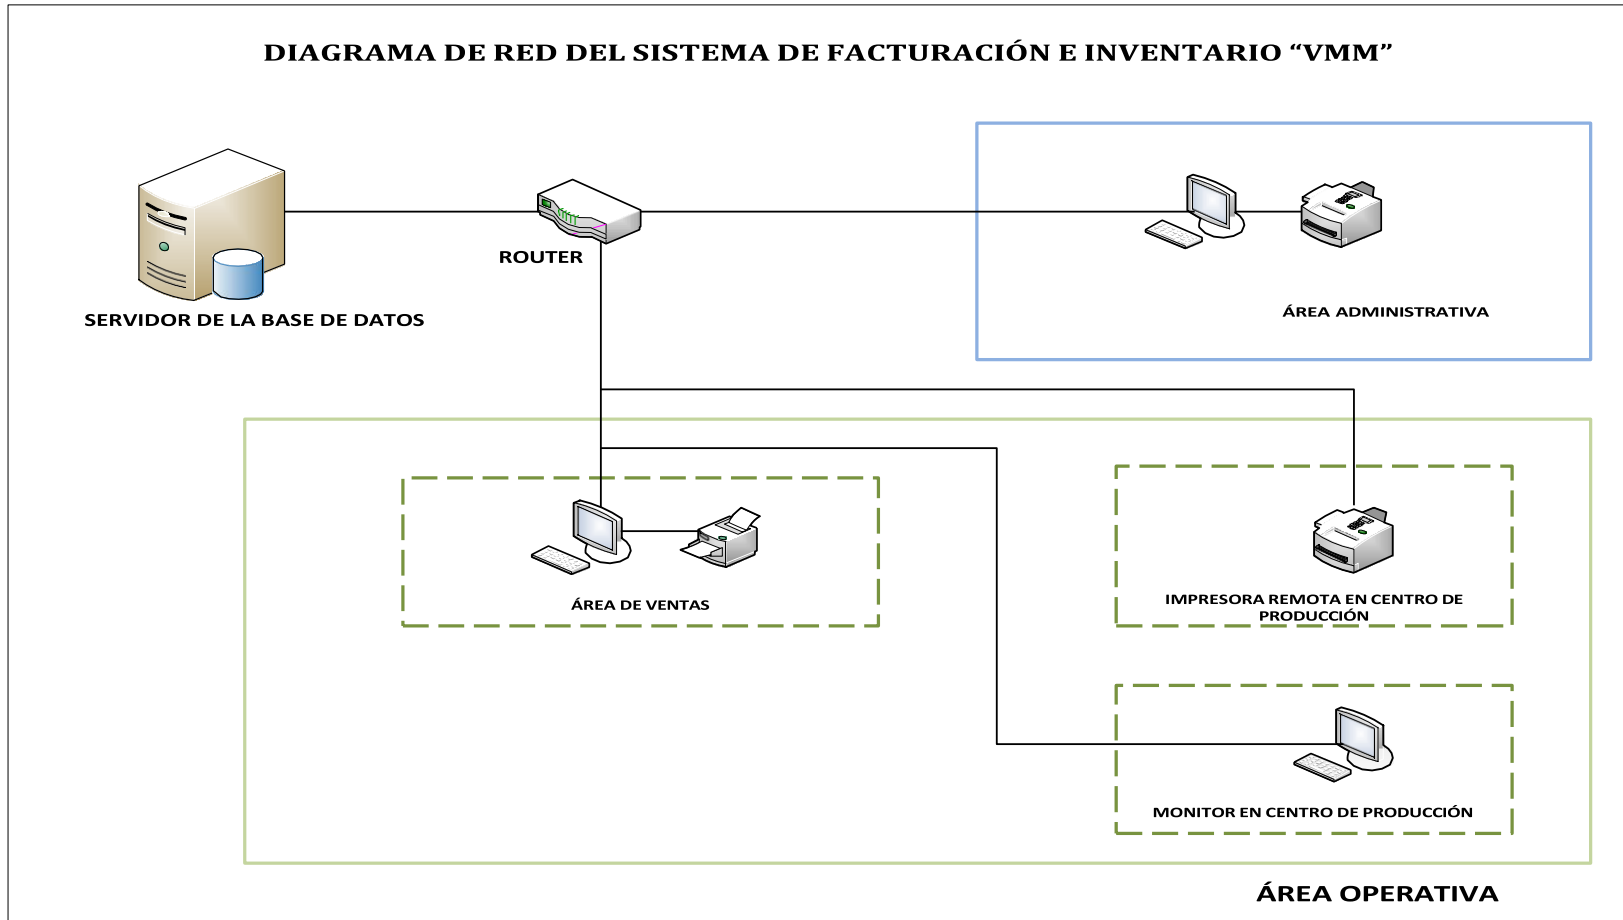 DIAGRAMA DE RED DEL SISTEMA DE FACTURACIÓN E INVENTARIO “VMM”
ROUTER
SERVIDOR DE LA BASE DE DATOS
ÁREA ADMINISTRATIVA
ÁREA DE VENTAS
IMPRESORA REMOTA EN CENTRO DE
PRODUCCIÓN
MONITOR EN CENTRO DE PRODUCCIÓN
ÁREA OPERATIVA